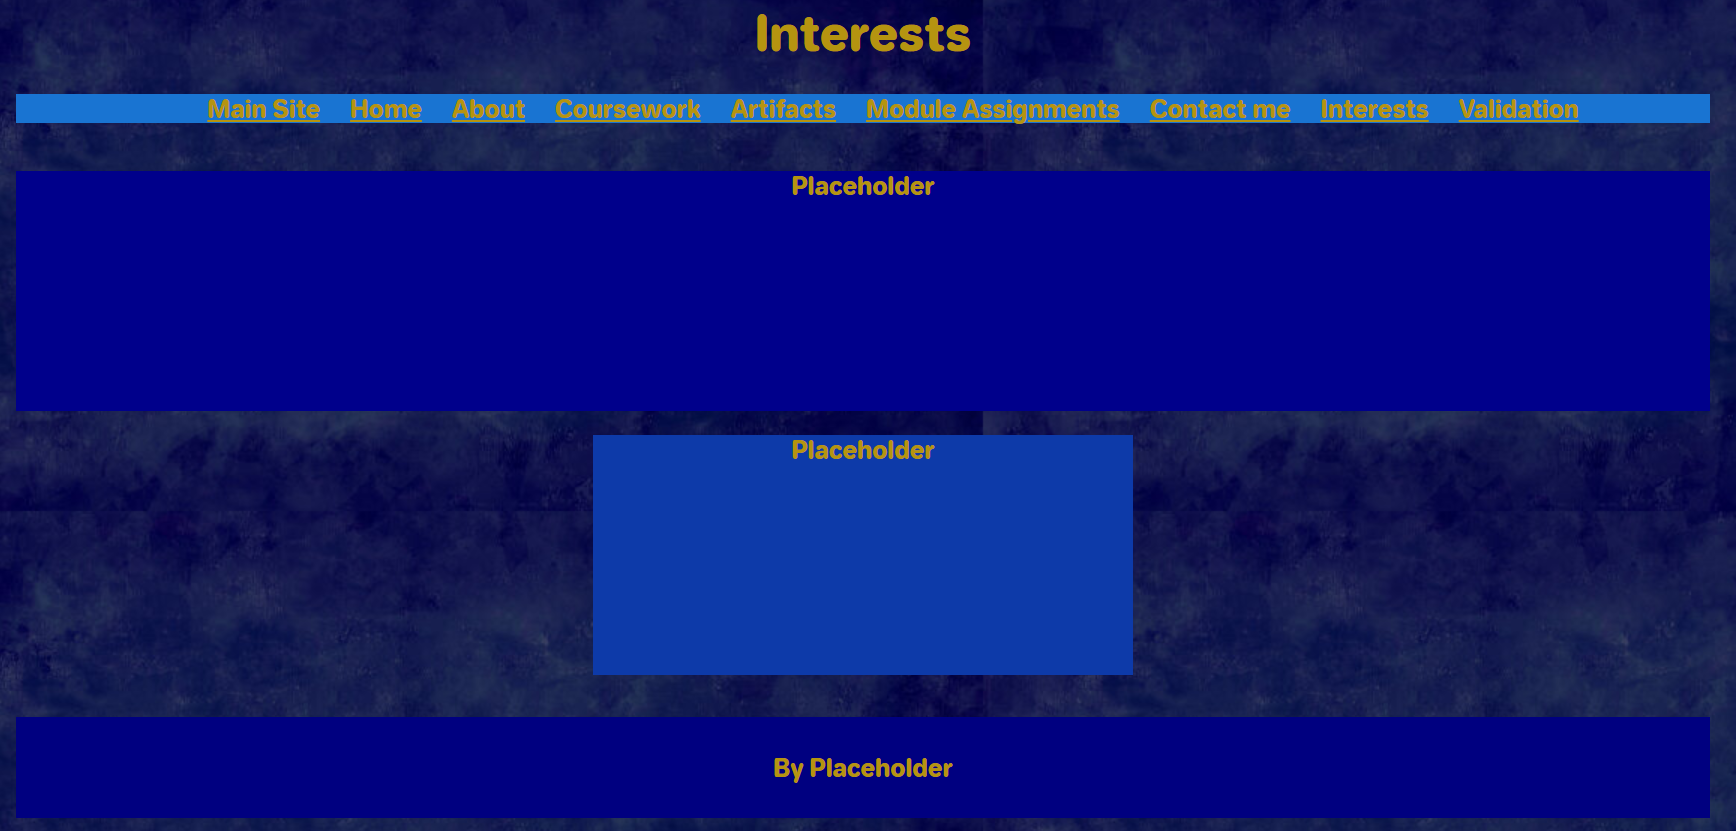 Interests
Main Site Home About Coursework Artifacts Module Assignments Contact me Interests Validation
Placeholder
Placeholder
By Placeholder